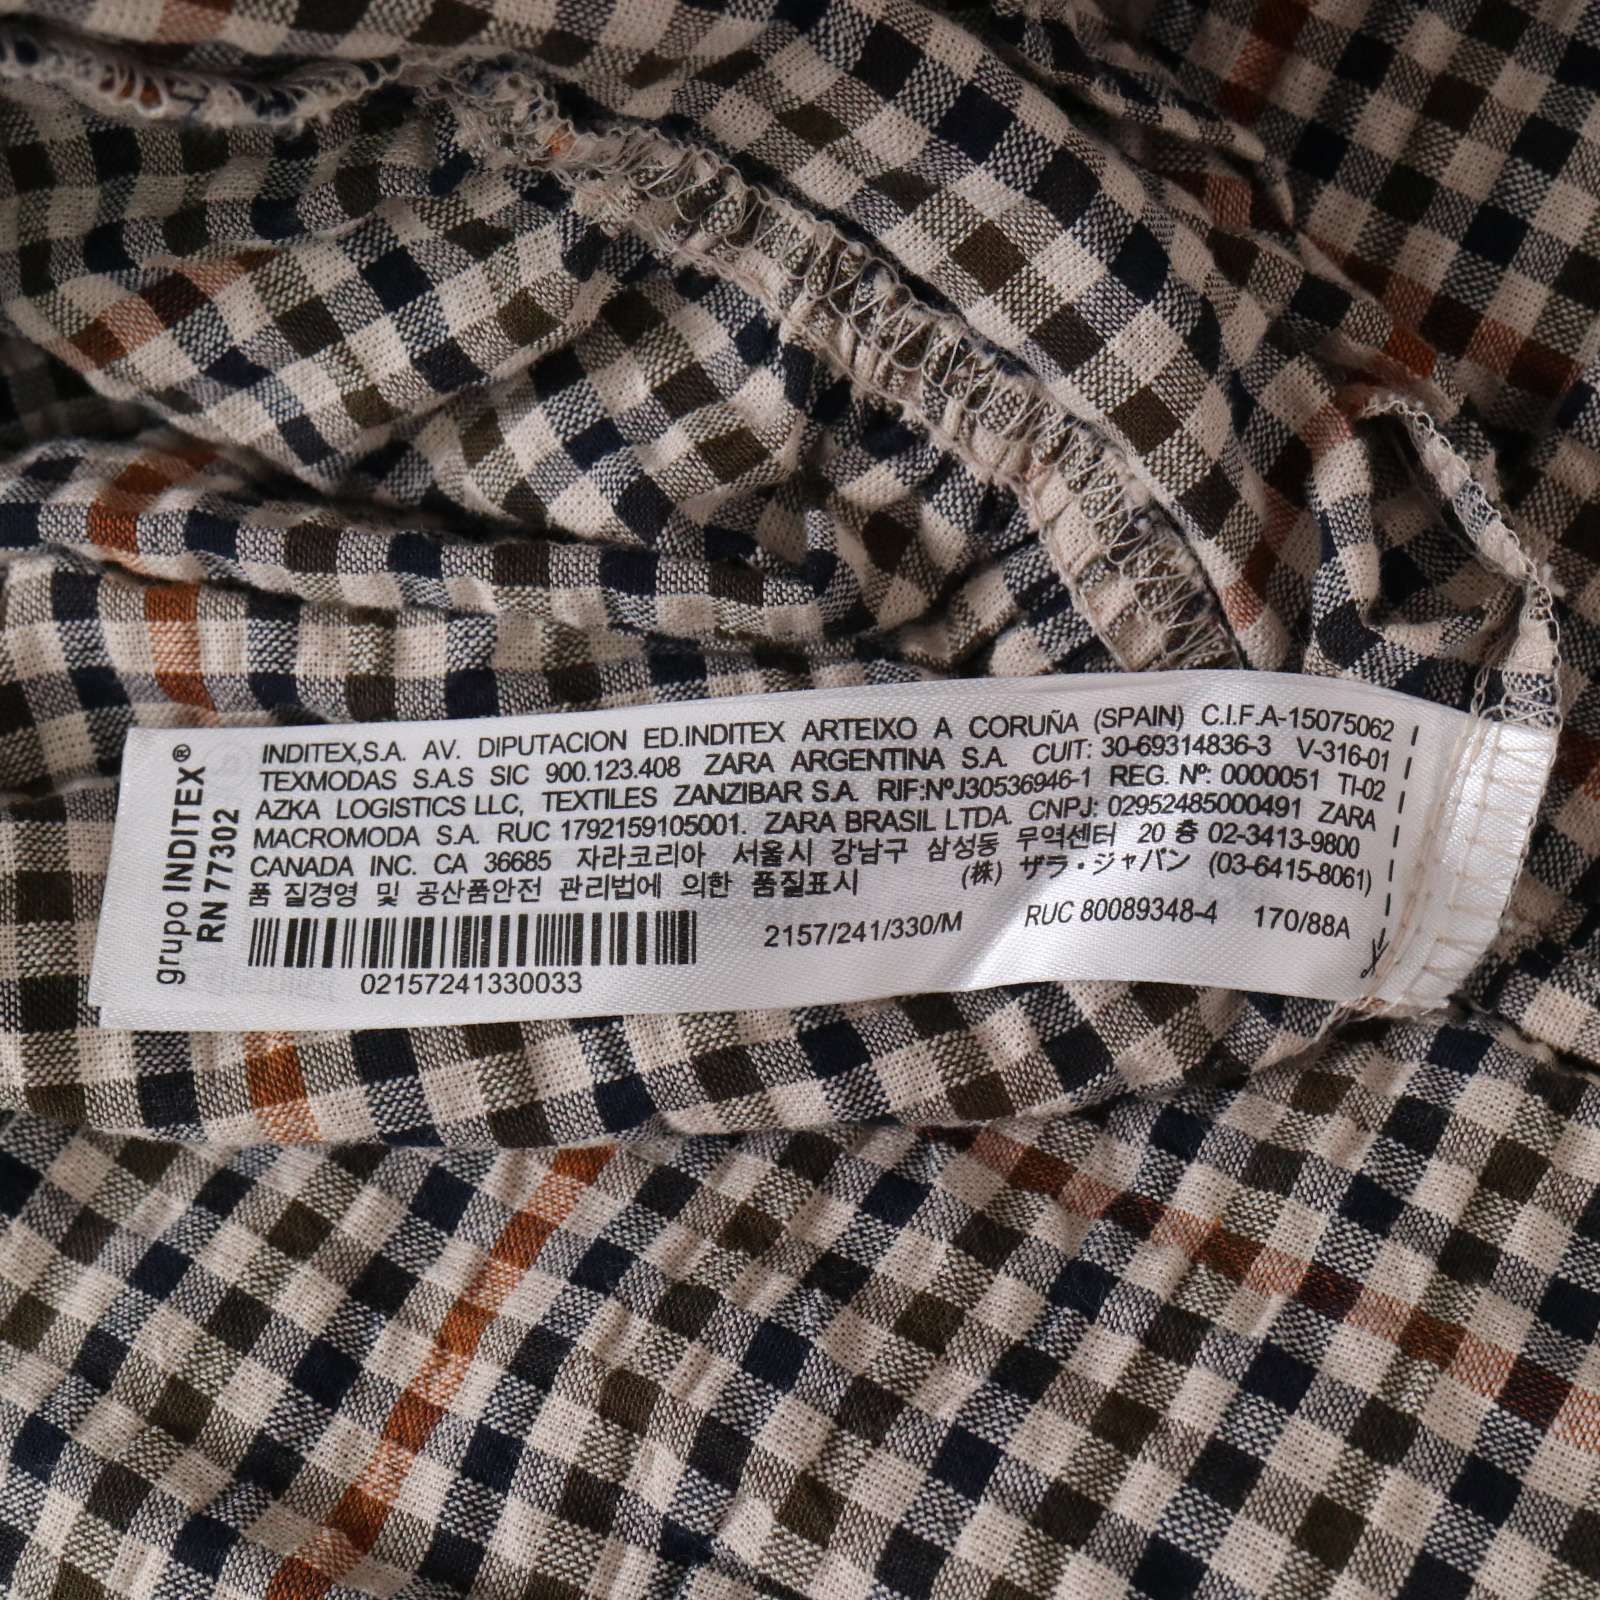 grupo INDITEX®
RN 77302
INDITEX,S.A. AV. DIPUTACION ED.INDITEX ARTEIXO A CORUÑA (SPAIN) C.I.F.A-15075062
TEXMODAS S.A.S SIC 900.123.408 ZARA ARGENTINA S.A. CUIT: 30-69314836-3 V-316-01
AZKA LOGISTICS LLC, TEXTILES ZANZIBAR S.A. RIF:NºJ30536946-1 REG. Nº: 0000051 TI-02
MACROMODA S.A. RUC 1792159105001. ZARA BRASIL LTDA. CNPJ: 02952485000491 ZARA
CANADA INC. CA 36685 자라코리아 서울시 강남구 삼성동 무역센터 20 층 02-3413-9800
품 질경영 및 공산품안전 관리법에 의한 품질표시 (株) ザラ・ジャパン (03-6415-8061)
2157/241/330/M RUC 80089348-4 170/88A
02157241330033